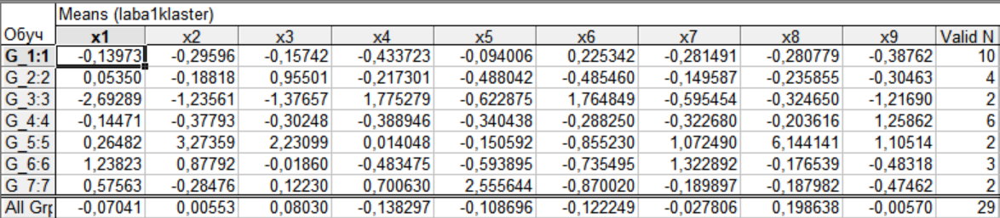 Means (laba1klaster)
Обуч x1 x2 x3 x4 x5 x6 x7 x8 x9 Valid N
G_1:1 -0,13973 -0,29596 -0,15742 -0,433723 -0,094006 0,225342 -0,281491 -0,280779 -0,38762 10
G_2:2 0,05350 -0,18818 0,95501 -0,217301 -0,488042 -0,485460 -0,149587 -0,235855 -0,30463 4
G_3:3 -2,69289 -1,23561 -1,37657 1,775279 -0,622875 1,764849 -0,595454 -0,324650 -1,21690 2
G_4:4 -0,14471 -0,37793 -0,30248 -0,388946 -0,340438 -0,288250 -0,322680 -0,203616 1,25862 6
G_5:5 0,26482 3,27359 2,23099 0,014048 -0,150592 -0,855230 1,072490 6,144141 1,10514 2
G_6:6 1,23823 0,87792 -0,01860 -0,483475 -0,593895 -0,735495 1,322892 -0,176539 -0,48318 3
G_7:7 0,57563 -0,28476 0,12230 0,700630 2,555644 -0,870020 -0,189897 -0,187982 -0,47462 2
All Grp -0,07041 0,00553 0,08030 -0,138297 -0,108696 -0,122249 -0,027806 0,198638 -0,00570 29